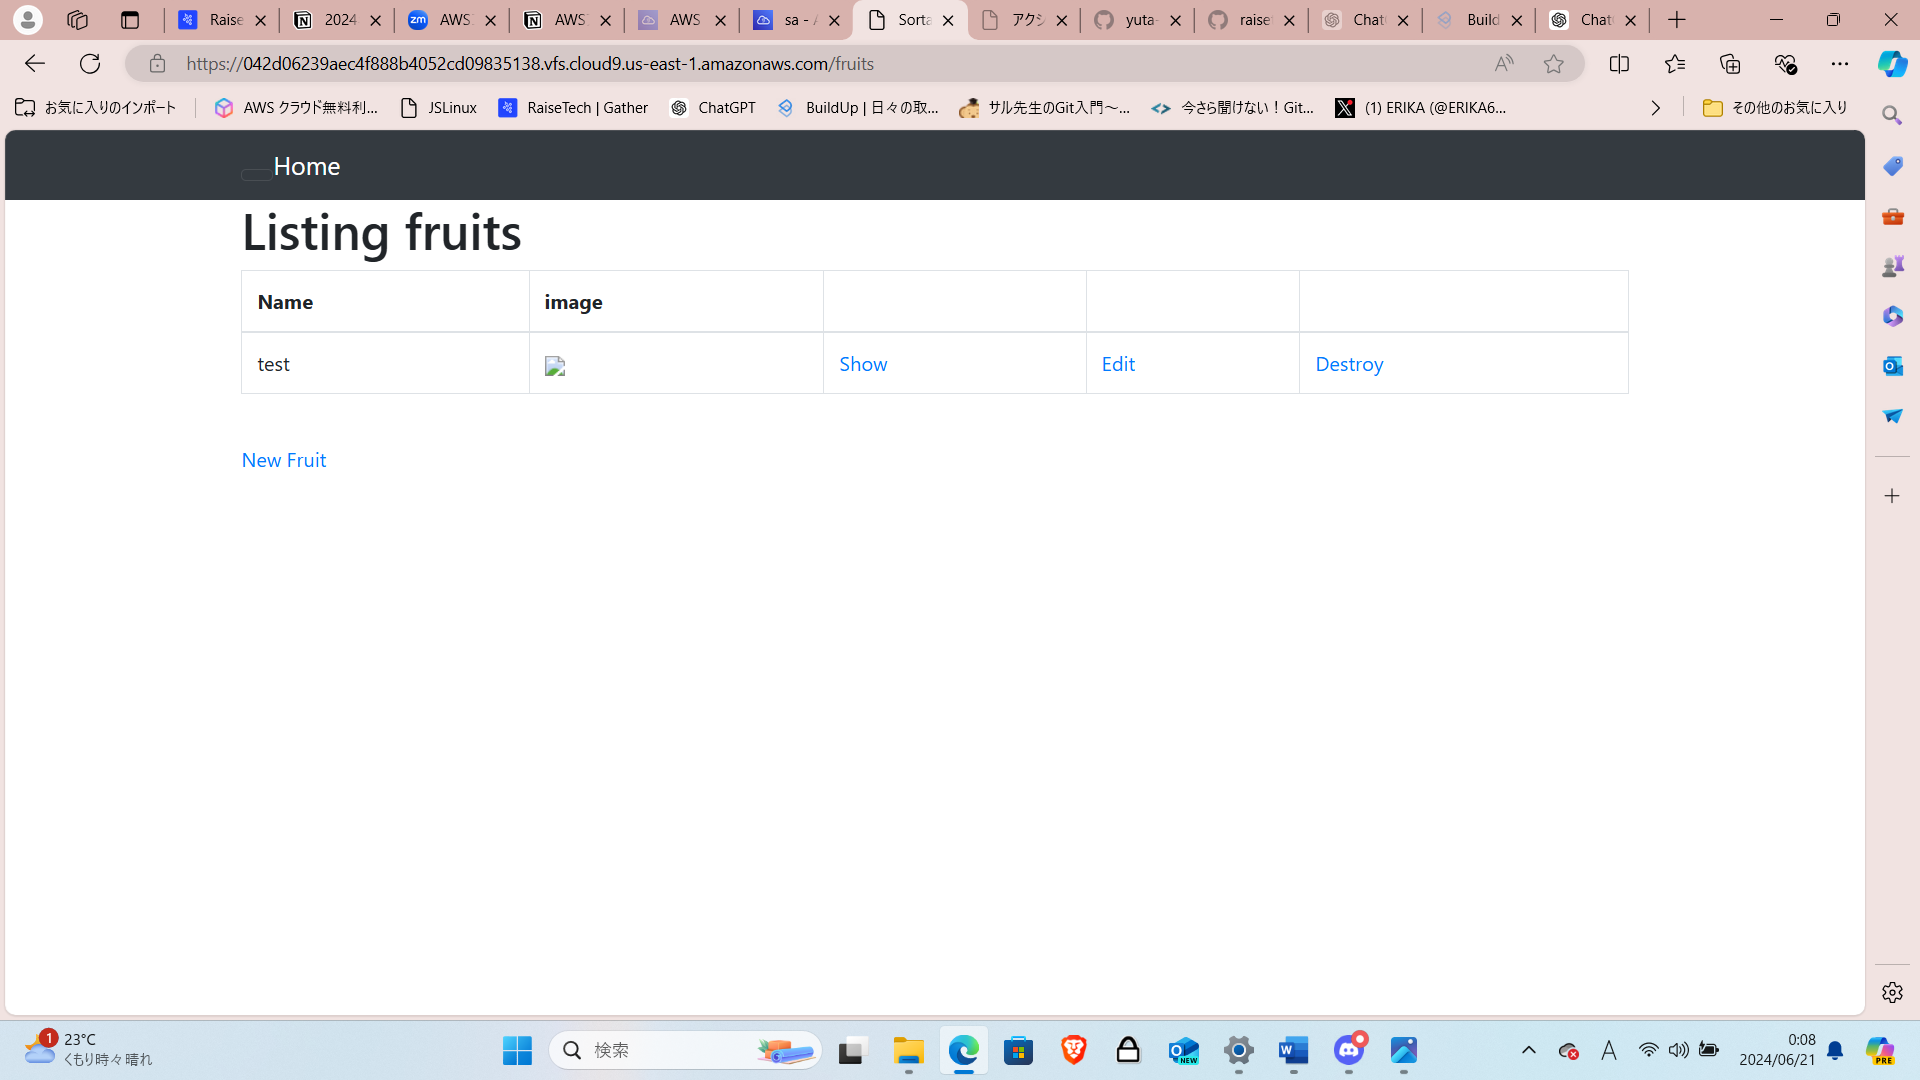 Raise
2024
zm
AWS
AWS
AWS
sa - A
Sorta
アクシ
yuta-
raise
Chat
Build
Chat
https://042d06239aec4f888b4052cd09835138.vfs.cloud9.us-east-1.amazonaws.com/fruits
お気に入りのインポート
AWS クラウド無料利...
JSLinux
RaiseTech | Gather
ChatGPT
BuildUp | 日々の取...
サル先生のGit入門〜...
今さら聞けない！Git...
(1) ERIKA (@ERIKA6...
その他のお気に入り
Home
Listing fruits
Name image
test Show Edit Destroy
New Fruit
1
23°C
くもり時々晴れ
検索
NEW
A
0:08
2024/06/21
PRE